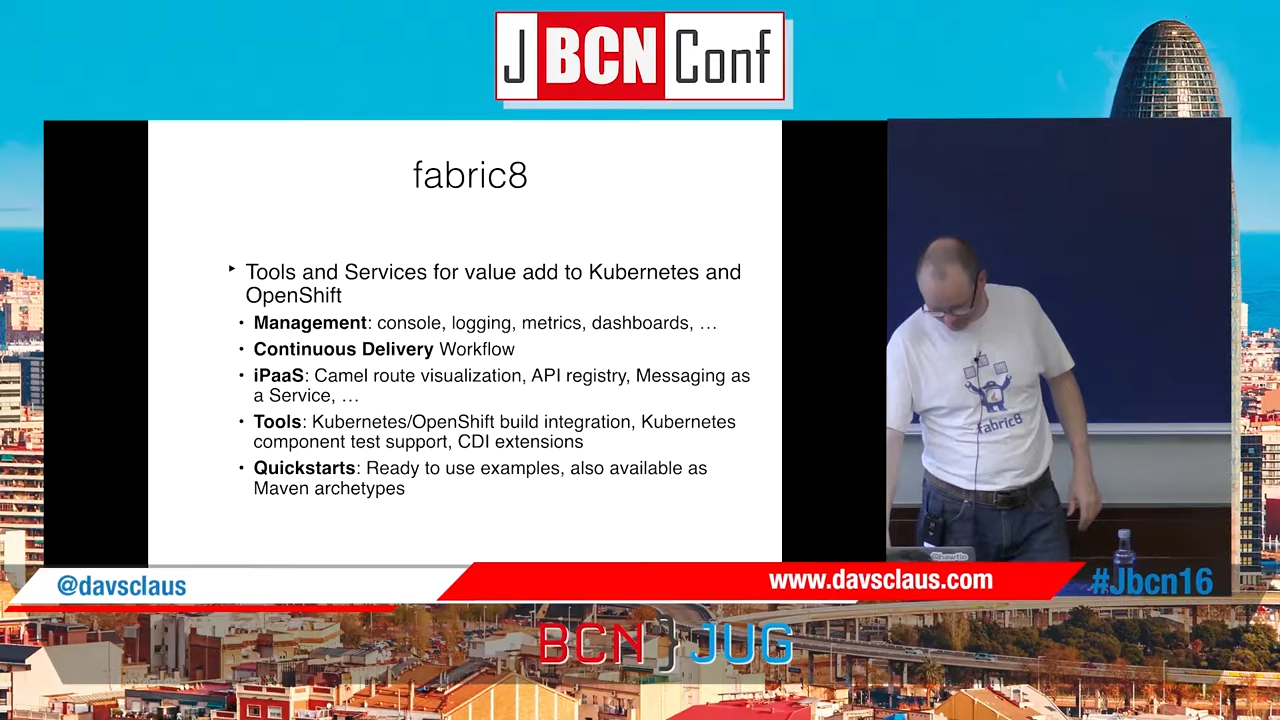 J BCN Conf
fabric8
‣ Tools and Services for value add to Kubernetes and
OpenShift
• Management: console, logging, metrics, dashboards, …
• Continuous Delivery Workflow
• iPaaS: Camel route visualization, API registry, Messaging as
a Service, …
• Tools: Kubernetes/OpenShift build integration, Kubernetes
component test support, CDI extensions
• Quickstarts: Ready to use examples, also available as
Maven archetypes
fabric8
hawtio
@davsclaus
www.davsclaus.com
#Jbcn16
BCN}JUG